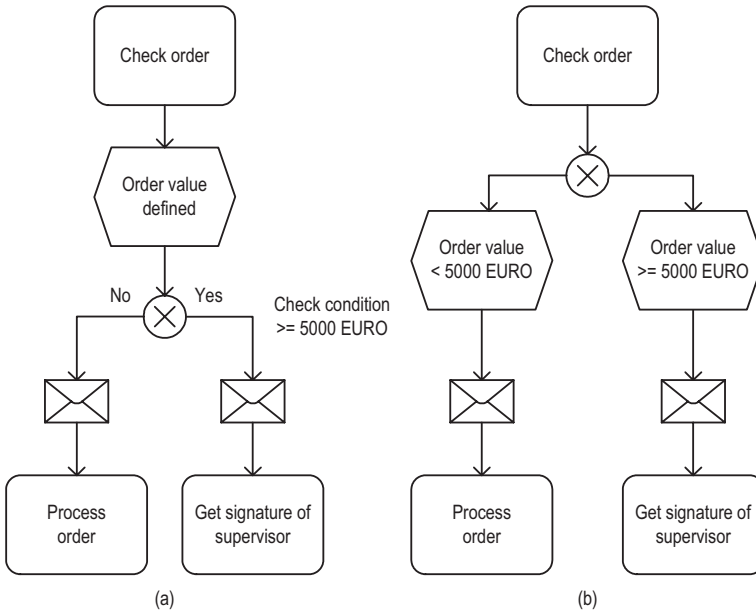 Check order
Order value
defined
No
Yes
Check condition
>= 5000 EURO
Process
order
Get signature of
supervisor
(a)
Check order
Order value
< 5000 EURO
Order value
>= 5000 EURO
Process
order
Get signature of
supervisor
(b)